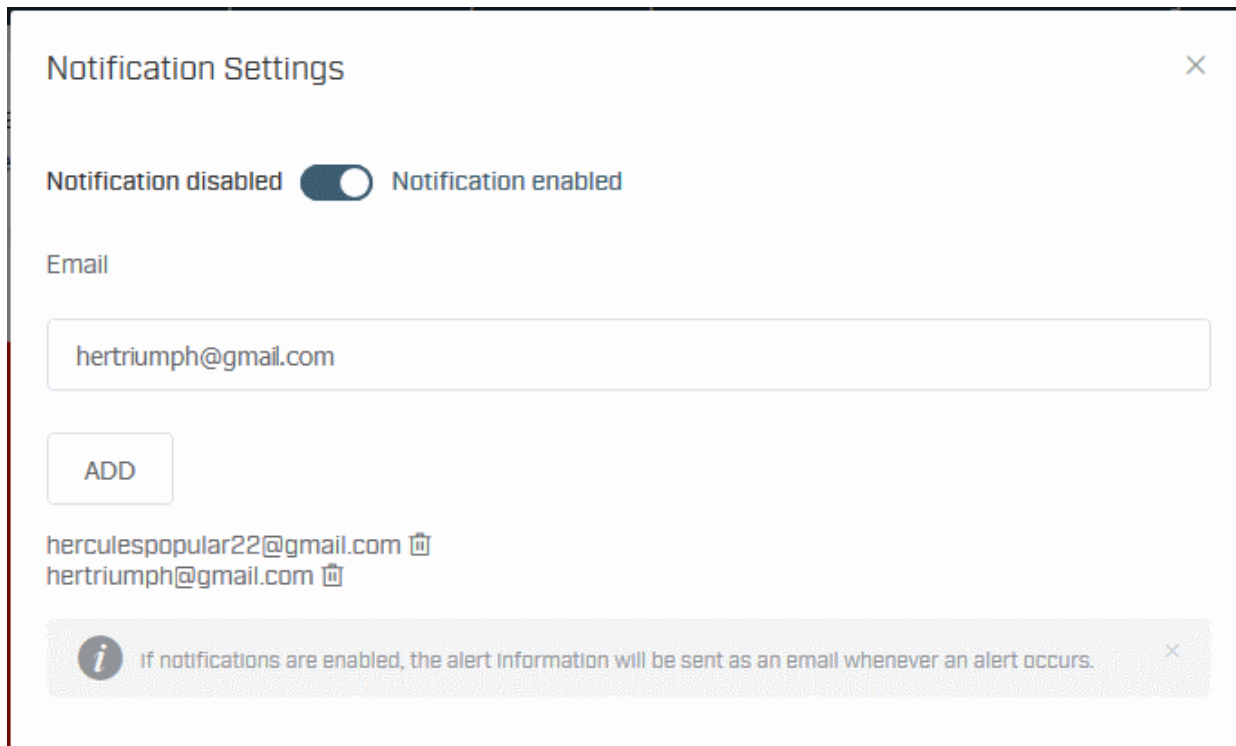 Notification Settings
Notification disabled Notification enabled
Email
hertriumph@gmail.com
ADD
herculespopular22@gmail.com
hertriumph@gmail.com
i If notifications are enabled, the alert information will be sent as an email whenever an alert occurs.